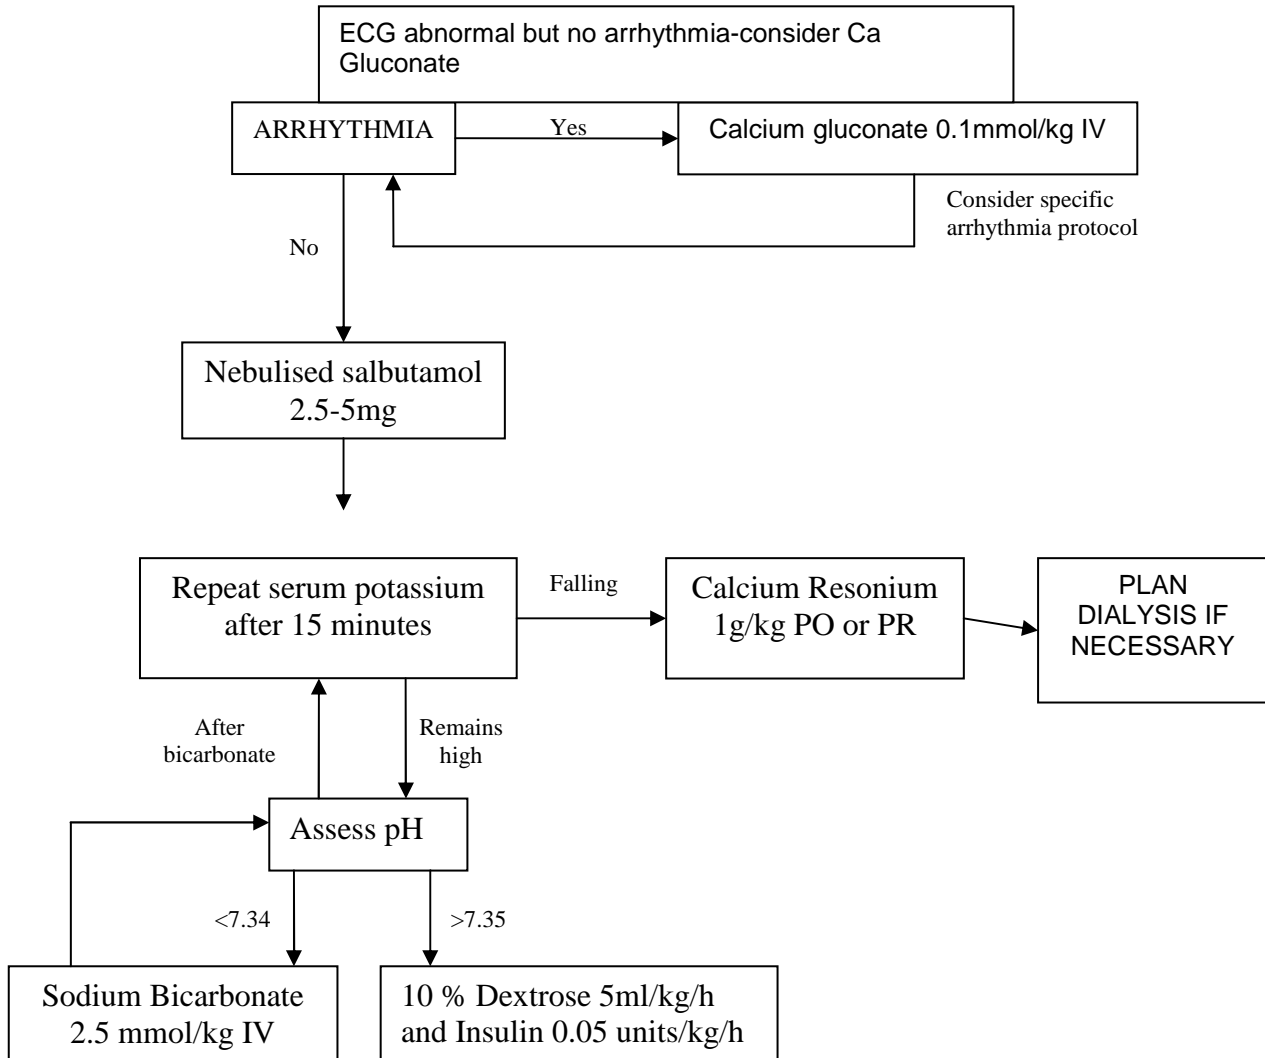 ECG abnormal but no arrhythmia-consider Ca
Gluconate
ARRHYTHMIA
Yes
Calcium gluconate 0.1mmol/kg IV
Consider specific
arrhythmia protocol
No
Nebulised salbutamol
2.5-5mg
Repeat serum potassium
after 15 minutes
Falling
Calcium Resonium
1g/kg PO or PR
PLAN
DIALYSIS IF
NECESSARY
After
bicarbonate
Remains
high
Assess pH
<7.34
>7.35
Sodium Bicarbonate
2.5 mmol/kg IV
10 % Dextrose 5ml/kg/h
and Insulin 0.05 units/kg/h